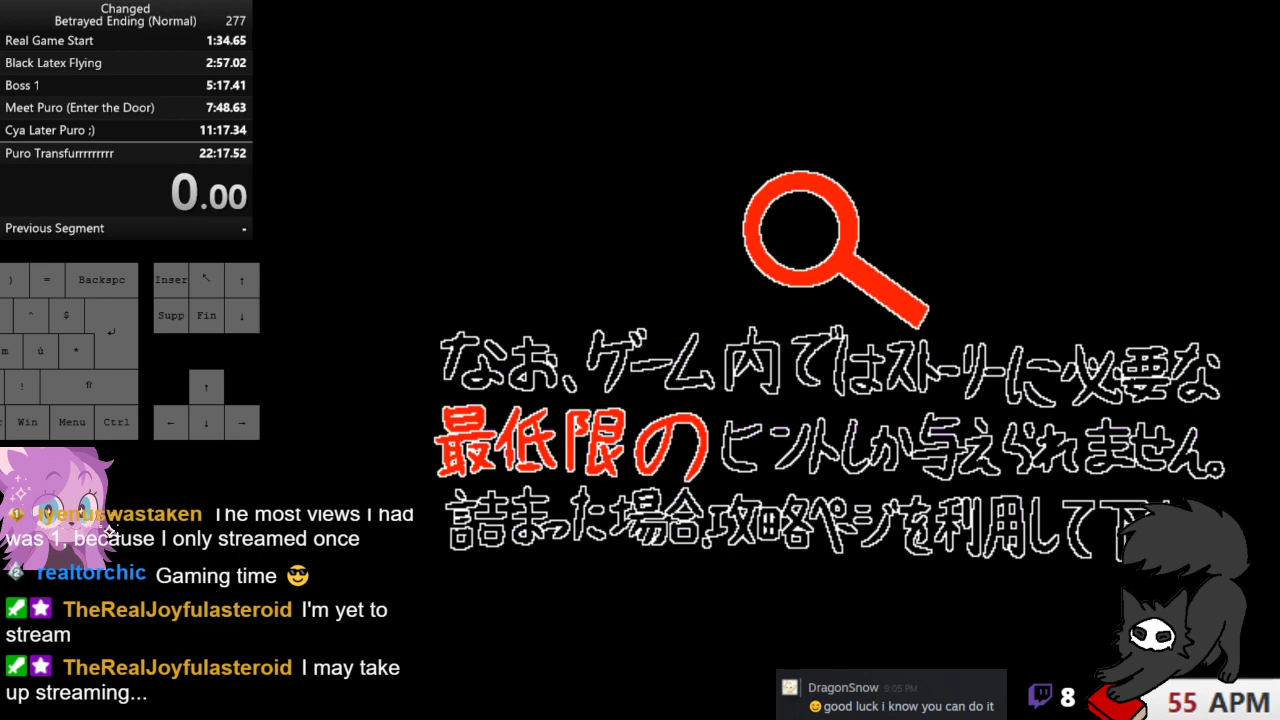 Changed
Betrayed Ending (Normal) 277
Real Game Start 1:34.65
Black Latex Flying 2:57.02
Boss 1 5:17.41
Meet Puro (Enter the Door) 7:48.63
Cya Later Puro ;) 11:17.34
Puro Transfurrrrrrrrr 22:17.52
0.00
Previous Segment -
) = Backspc Inser ↖ ↑
^ $ ↵ Supp Fin ↓
m ù *
! ⇑ ↑
Win Menu Ctrl ← ↓ →
なお、ゲーム内ではストーリーに必要な
最低限のヒントしか与えられません。
詰まった場合、攻略ページを利用して下
iyenuswastaken The most views I had
was 1, because I only streamed once
realtorchic Gaming time 😎
TheRealJoyfulasteroid I'm yet to
stream
TheRealJoyfulasteroid I may take
up streaming...
DragonSnow 9:05 PM
😊good luck i know you can do it
8
55 APM